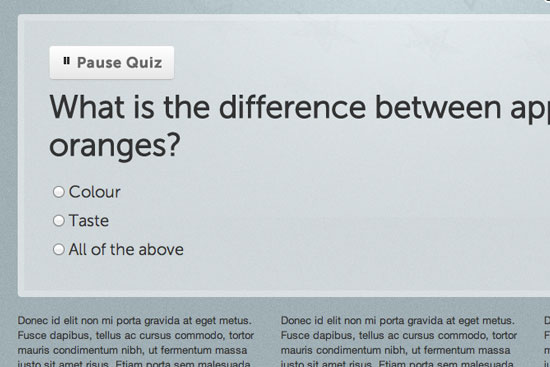 Pause Quiz
What is the difference between
oranges?
Colour
Taste
All of the above
Donec id elit non mi porta gravida at eget metus.
Fusce dapibus, tellus ac cursus commodo, tortor
mauris condimentum nibh, ut fermentum massa
justo sit amet risus. Etiam porta sem malesuada
Donec id elit non mi porta gravida at eget metus.
Fusce dapibus, tellus ac cursus commodo, tortor
mauris condimentum nibh, ut fermentum massa
justo sit amet risus. Etiam porta sem malesuada